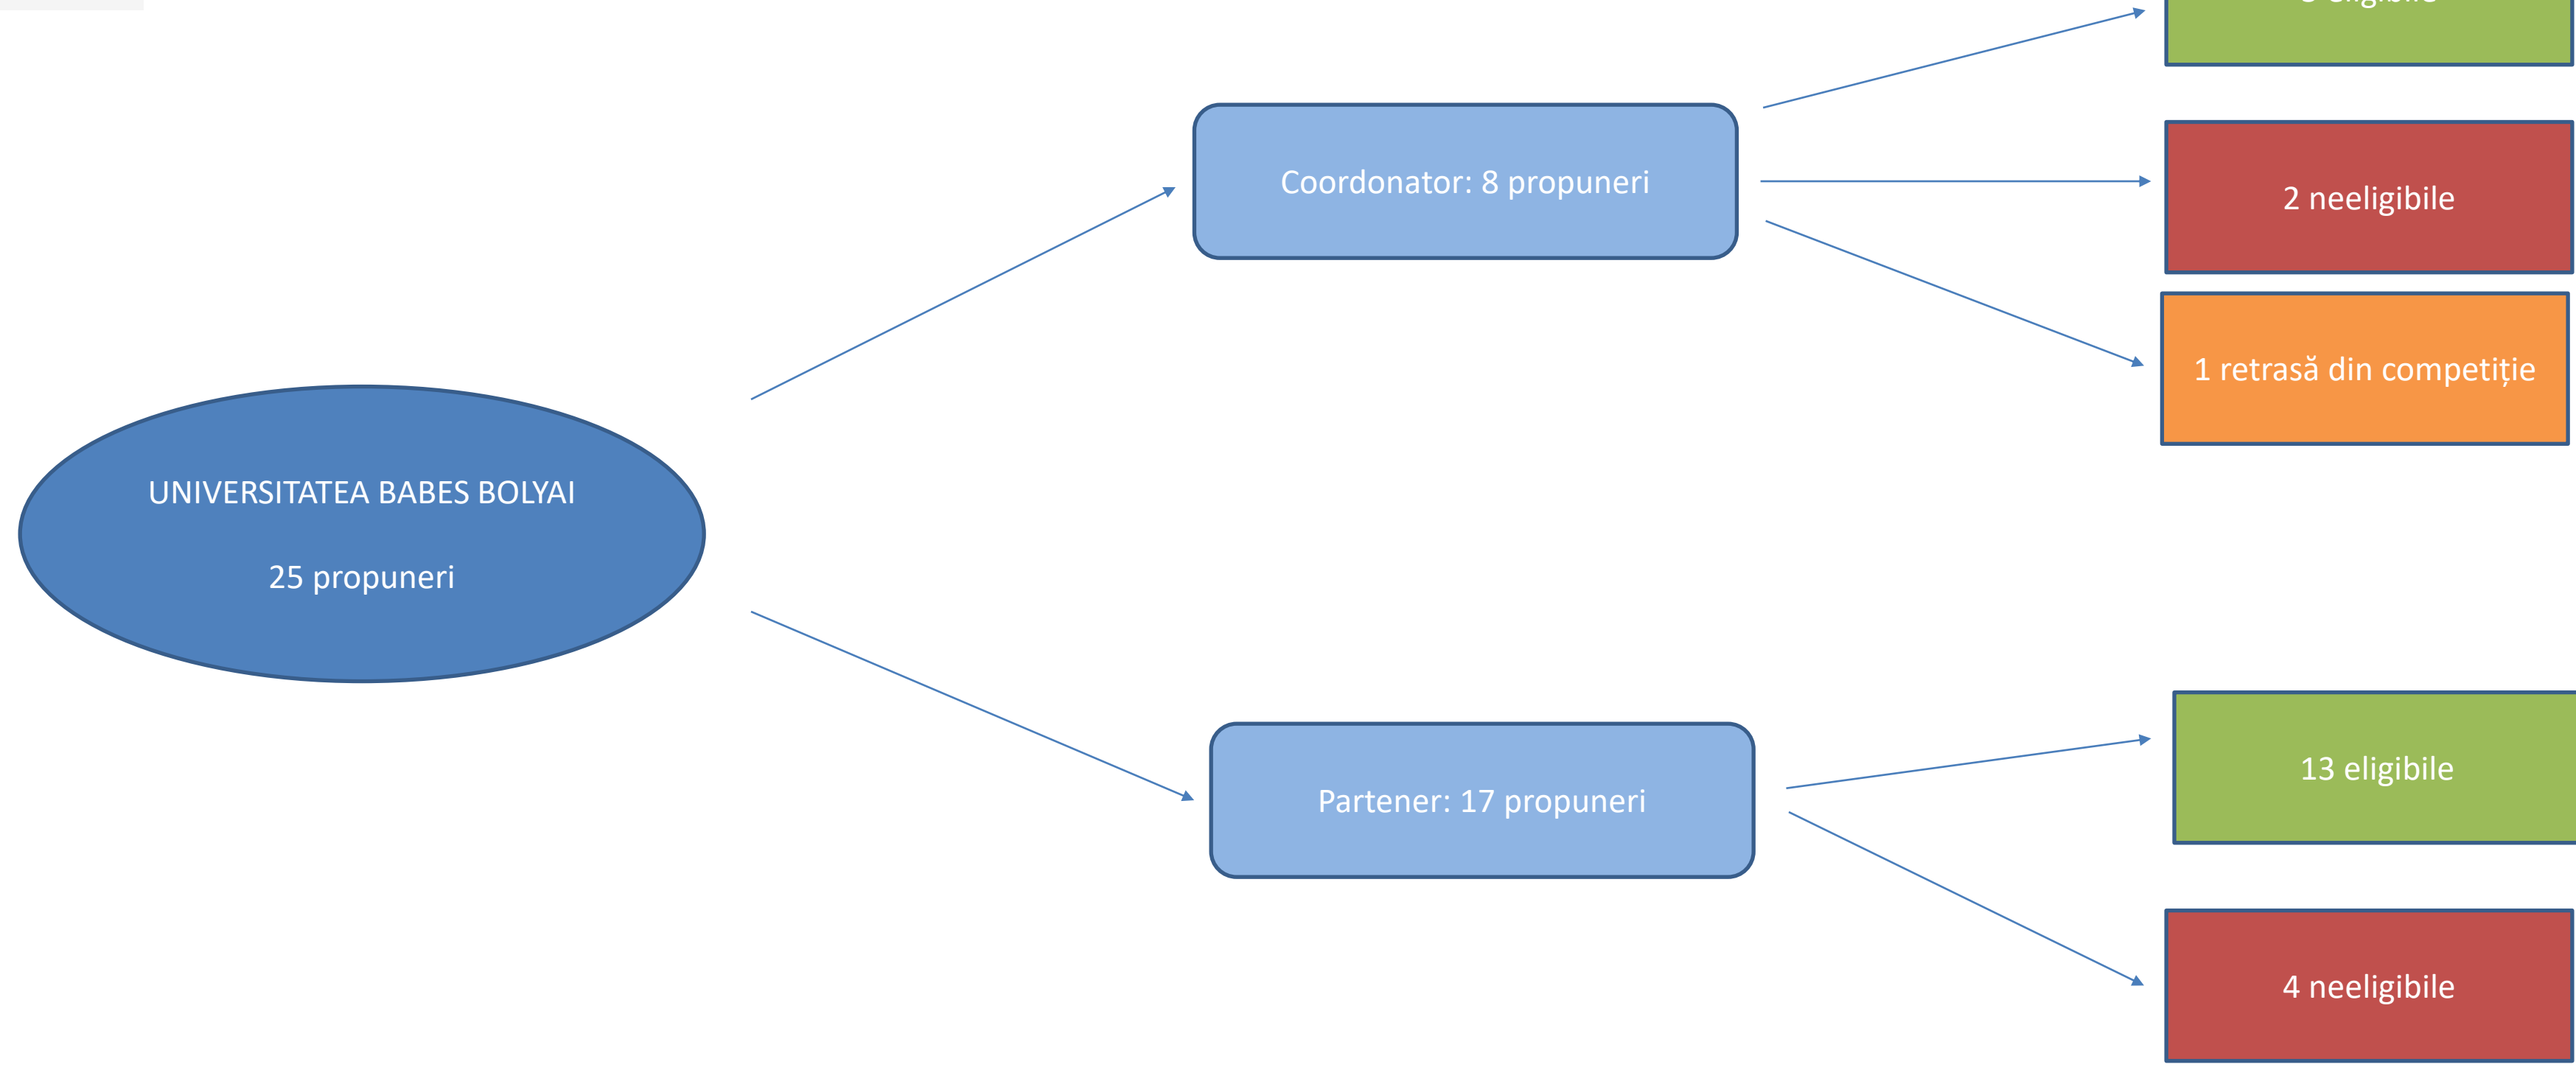 eligibile
Coordonator: 8 propuneri
2 neeligibile
1 retrasă din competiție
UNIVERSITATEA BABES BOLYAI
25 propuneri
13 eligibile
Partener: 17 propuneri
4 neeligibile